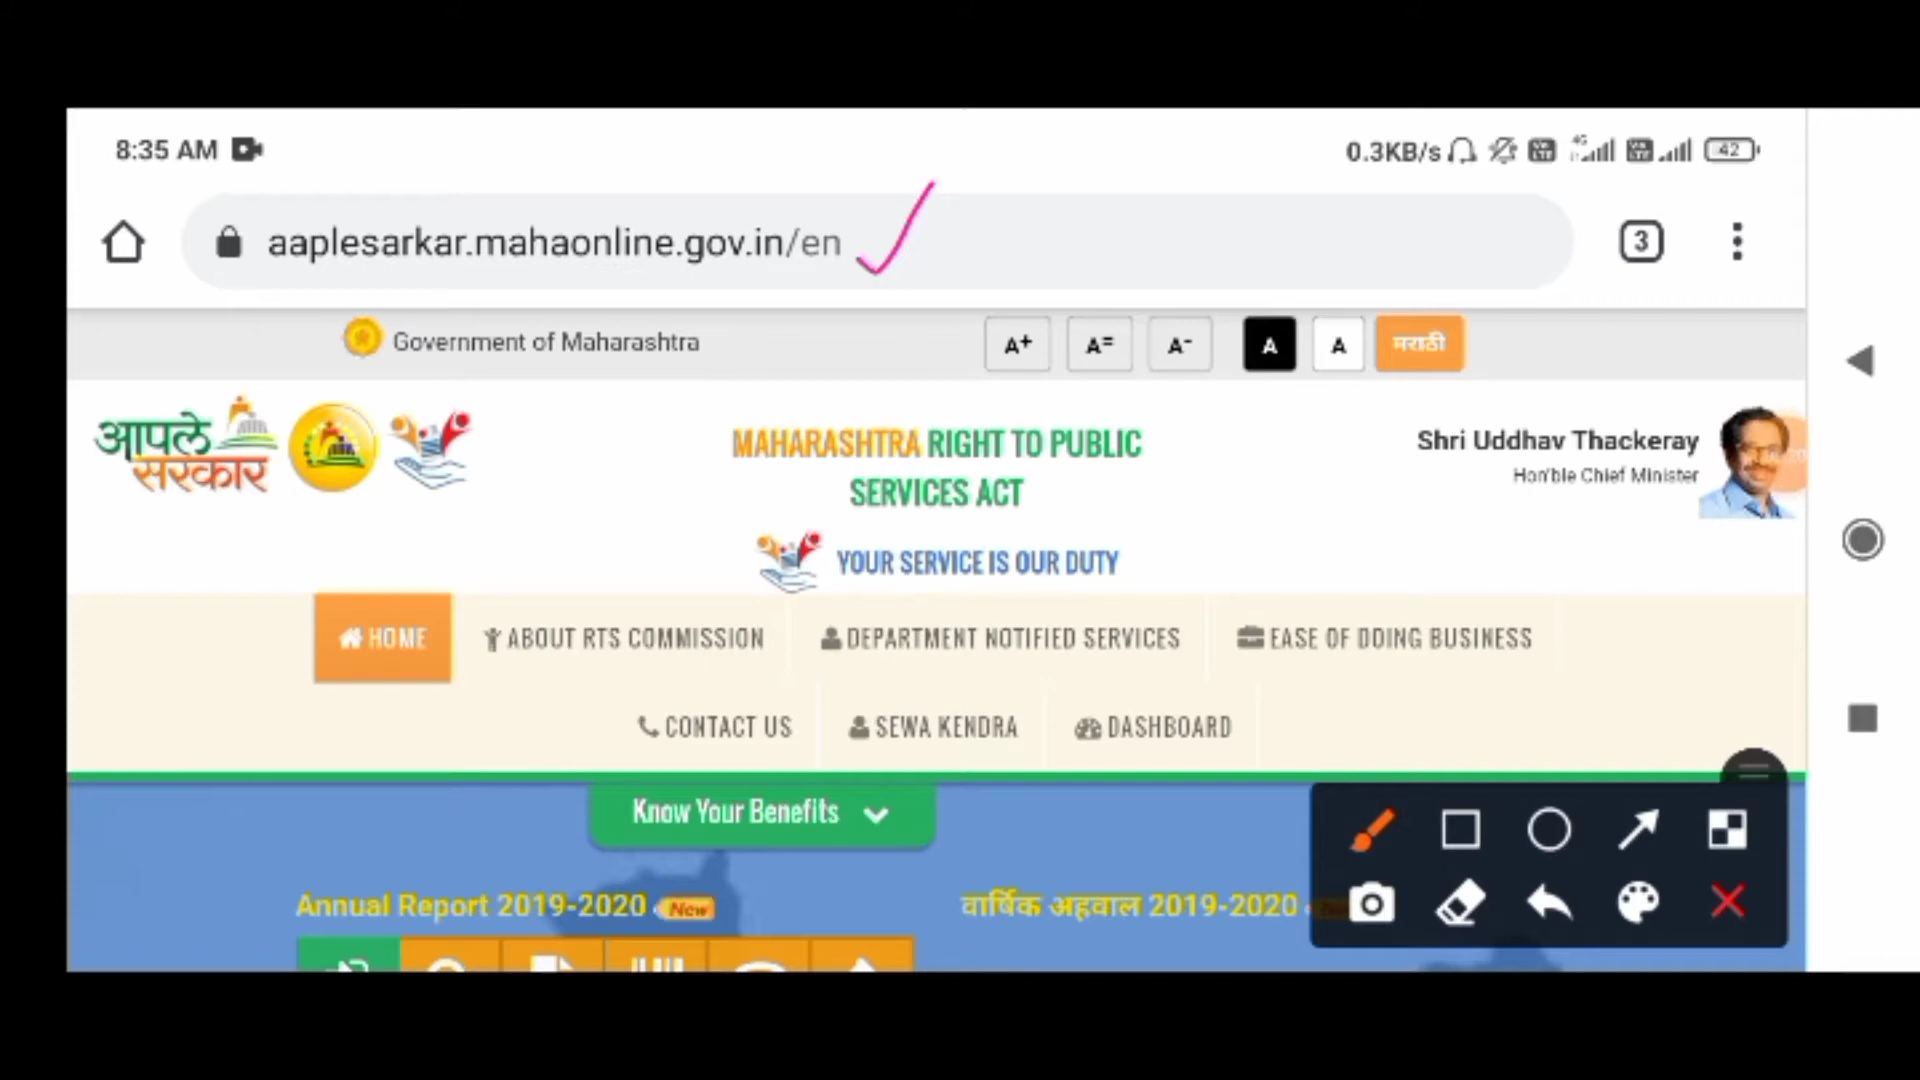 8:35 AM
0.3KB/s
4G
42
aaplesarkar.mahaonline.gov.in/en
3
Government of Maharashtra
A+ A= A- A A मराठी
आपले
सरकार
MAHARASHTRA RIGHT TO PUBLIC
SERVICES ACT
YOUR SERVICE IS OUR DUTY
Shri Uddhav Thackeray
Hon'ble Chief Minister
HOME ABOUT RTS COMMISSION DEPARTMENT NOTIFIED SERVICES EASE OF DOING BUSINESS
CONTACT US SEWA KENDRA DASHBOARD
Know Your Benefits
Annual Report 2019-2020 New
वार्षिक अहवाल 2019-2020